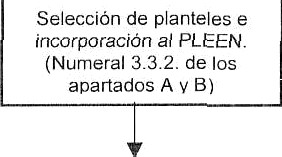 Selección de planteles e
incorporación al PLEEN.
(Numeral 3.3.2. de los
apartados A y B)